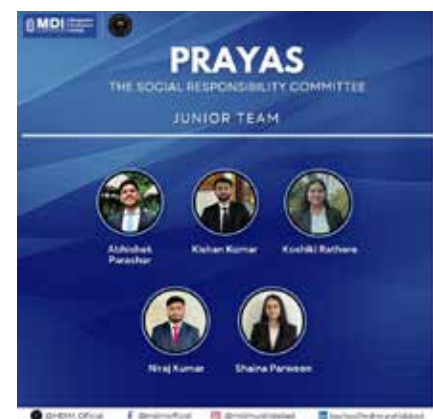 MDI
PRAYAS
THE SOCIAL RESPONSIBILITY COMMITTEE
JUNIOR TEAM
Abhishek
Parashar
Kishan Kumar
Koshiki Rathore
Niraj Kumar
Shaina Parween